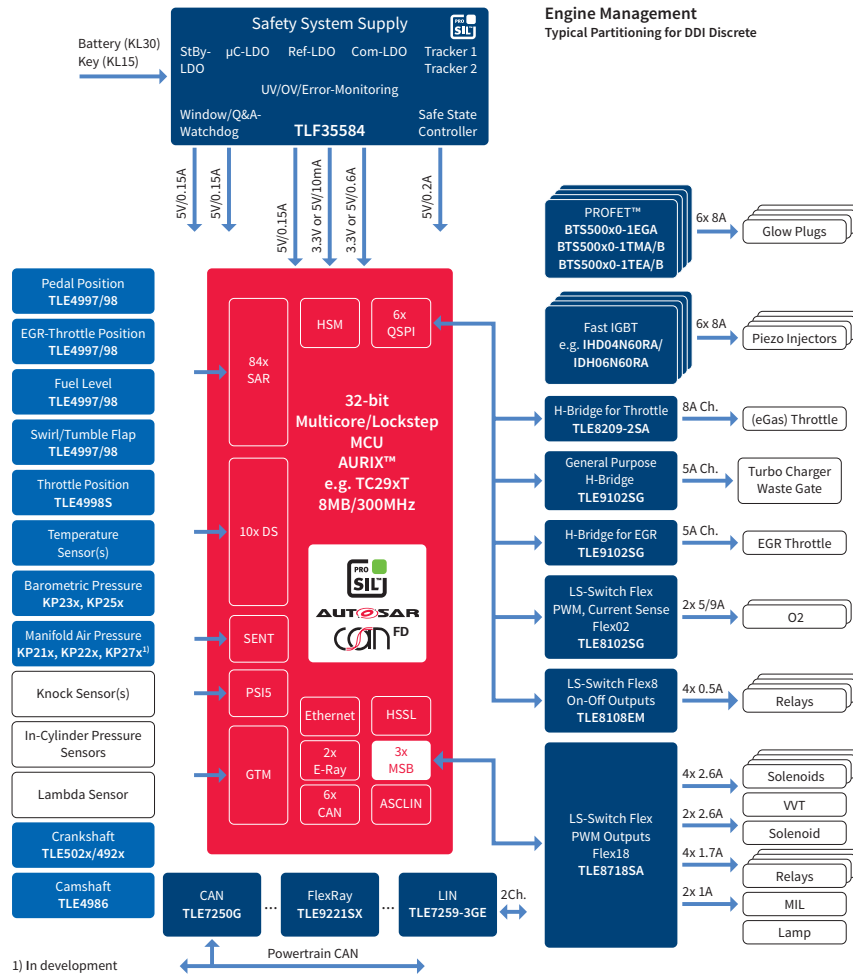 Engine Management
Typical Partitioning for DDI Discrete
Battery (KL30)
Key (KL15)
Safety System Supply
PRO
SIL™
StBy-
LDO
µC-LDO
Ref-LDO
Com-LDO
Tracker 1
Tracker 2
UV/OV/Error-Monitoring
Window/Q&A-
Watchdog
TLF35584
Safe State
Controller
5V/0.15A
5V/0.15A
5V/0.15A
3.3V or 5V/10mA
3.3V or 5V/0.6A
5V/0.2A
Pedal Position
TLE4997/98
EGR-Throttle Position
TLE4997/98
Fuel Level
TLE4997/98
Swirl/Tumble Flap
TLE4997/98
Throttle Position
TLE4998S
Temperature
Sensor(s)
Barometric Pressure
KP23x, KP25x
Manifold Air Pressure
KP21x, KP22x, KP27x1)
Knock Sensor(s)
In-Cylinder Pressure
Sensors
Lambda Sensor
Crankshaft
TLE502x/492x
Camshaft
TLE4986
84x
SAR
10x DS
SENT
PSI5
GTM
HSM
6x
QSPI
32-bit
Multicore/Lockstep
MCU
AURIX™
e.g. TC29xT
8MB/300MHz
PRO
SIL™
AUTOSAR
CAN FD
Ethernet
HSSL
2x
E-Ray
3x
MSB
6x
CAN
ASCLIN
PROFET™
BTS500x0-1EGA
BTS500x0-1TMA/B
BTS500x0-1TEA/B
6x 8A
Glow Plugs
Fast IGBT
e.g. IHD04N60RA/
IDH06N60RA
6x 8A
Piezo Injectors
H-Bridge for Throttle
TLE8209-2SA
8A Ch.
(eGas) Throttle
General Purpose
H-Bridge
TLE9102SG
5A Ch.
Turbo Charger
Waste Gate
H-Bridge for EGR
TLE9102SG
5A Ch.
EGR Throttle
LS-Switch Flex
PWM, Current Sense
Flex02
TLE8102SG
2x 5/9A
O2
LS-Switch Flex8
On-Off Outputs
TLE8108EM
4x 0.5A
Relays
LS-Switch Flex
PWM Outputs
Flex18
TLE8718SA
4x 2.6A
Solenoids
VVT
2x 2.6A
Solenoid
4x 1.7A
Relays
2x 1A
MIL
Lamp
CAN
TLE7250G
...
FlexRay
TLE9221SX
...
LIN
TLE7259-3GE
2Ch.
Powertrain CAN
1) In development